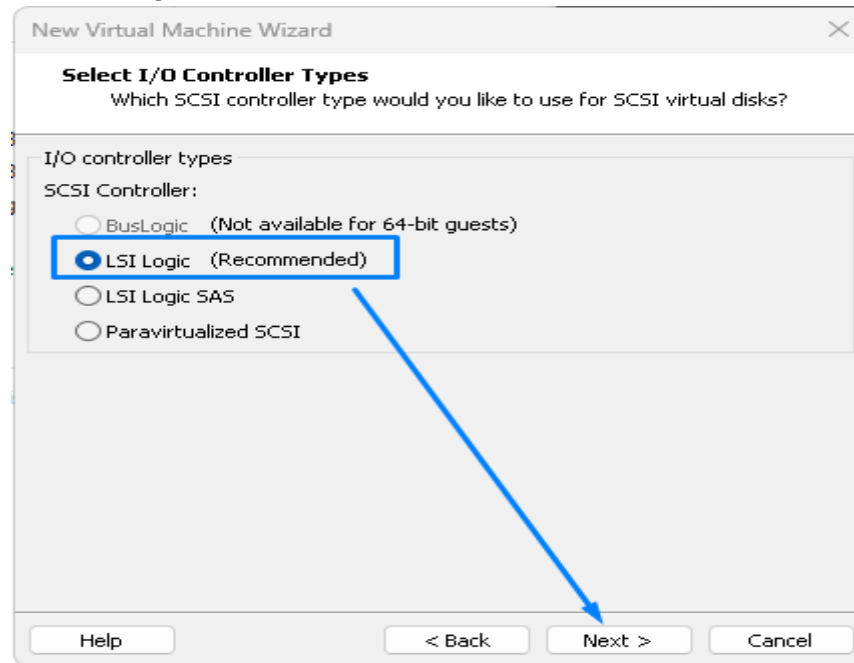 New Virtual Machine Wizard
Select I/O Controller Types
Which SCSI controller type would you like to use for SCSI virtual disks?
I/O controller types
SCSI Controller:
BusLogic (Not available for 64-bit guests)
LSI Logic (Recommended)
LSI Logic SAS
Paravirtualized SCSI
Help < Back Next > Cancel